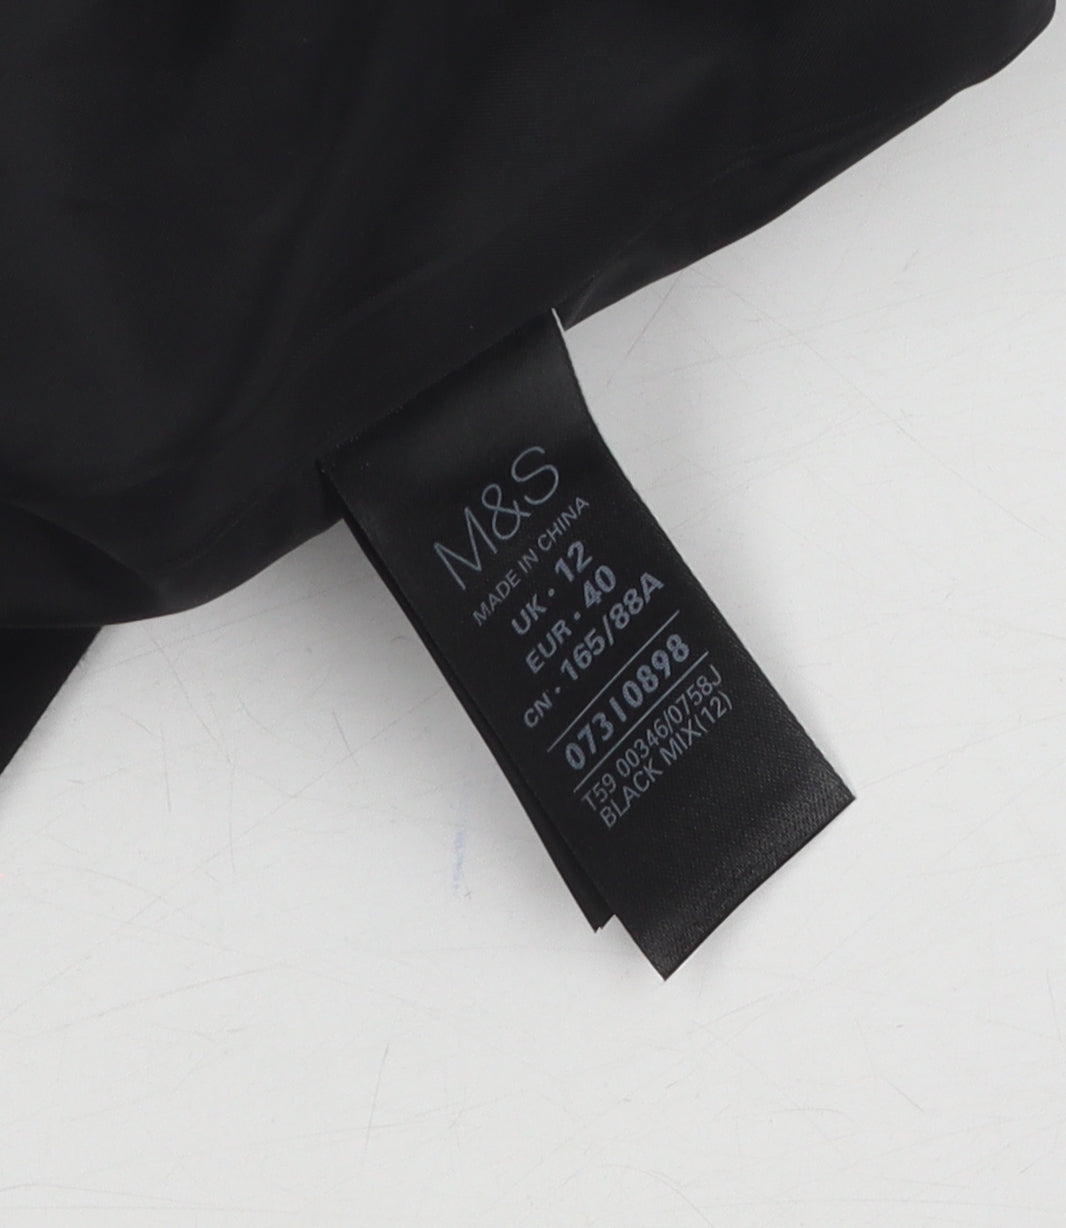 M&S
MADE IN CHINA
UK · 12
EUR · 40
CN · 165/88A
07310898
T59 00346/0758J
BLACK MIX(12)